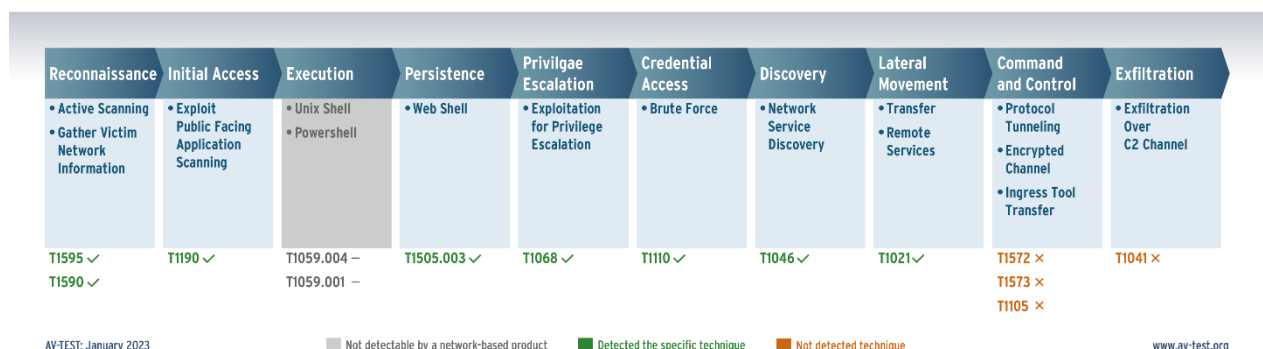 Reconnaissance
Initial Access
Execution
Persistence
Privilgae
Escalation
Credential
Access
Discovery
Lateral
Movement
Command
and Control
Exfiltration
• Active Scanning
• Gather Victim
Network
Information
• Exploit
Public Facing
Application
Scanning
• Unix Shell
• Powershell
• Web Shell
• Exploitation
for Privilege
Escalation
• Brute Force
• Network
Service
Discovery
• Transfer
• Remote
Services
• Protocol
Tunneling
• Encrypted
Channel
• Ingress Tool
Transfer
• Exfiltration
Over
C2 Channel
T1595 ✓
T1590 ✓
T1190 ✓
T1059.004 –
T1059.001 –
T1505.003 ✓
T1068 ✓
T1110 ✓
T1046 ✓
T1021 ✓
T1572 ×
T1573 ×
T1105 ×
T1041 ×
AV-TEST: January 2023
Not detectable by a network-based product
Detected the specific technique
Not detected technique
www.av-test.org